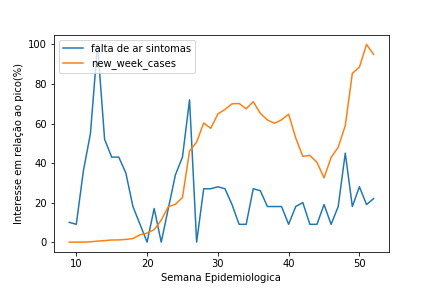 falta de ar sintomas
new_week_cases
Interesse em relação ao pico(%)
100
80
60
40
20
0
10
20
30
40
50
Semana Epidemiologica